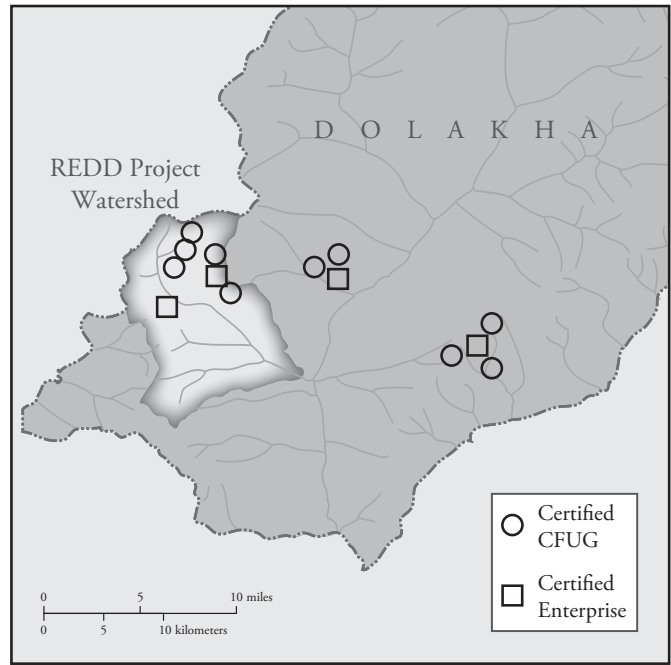 D O L A K H A
REDD Project
Watershed
Certified
CFUG
Certified
Enterprise
0 5 10 miles
0 5 10 kilometers